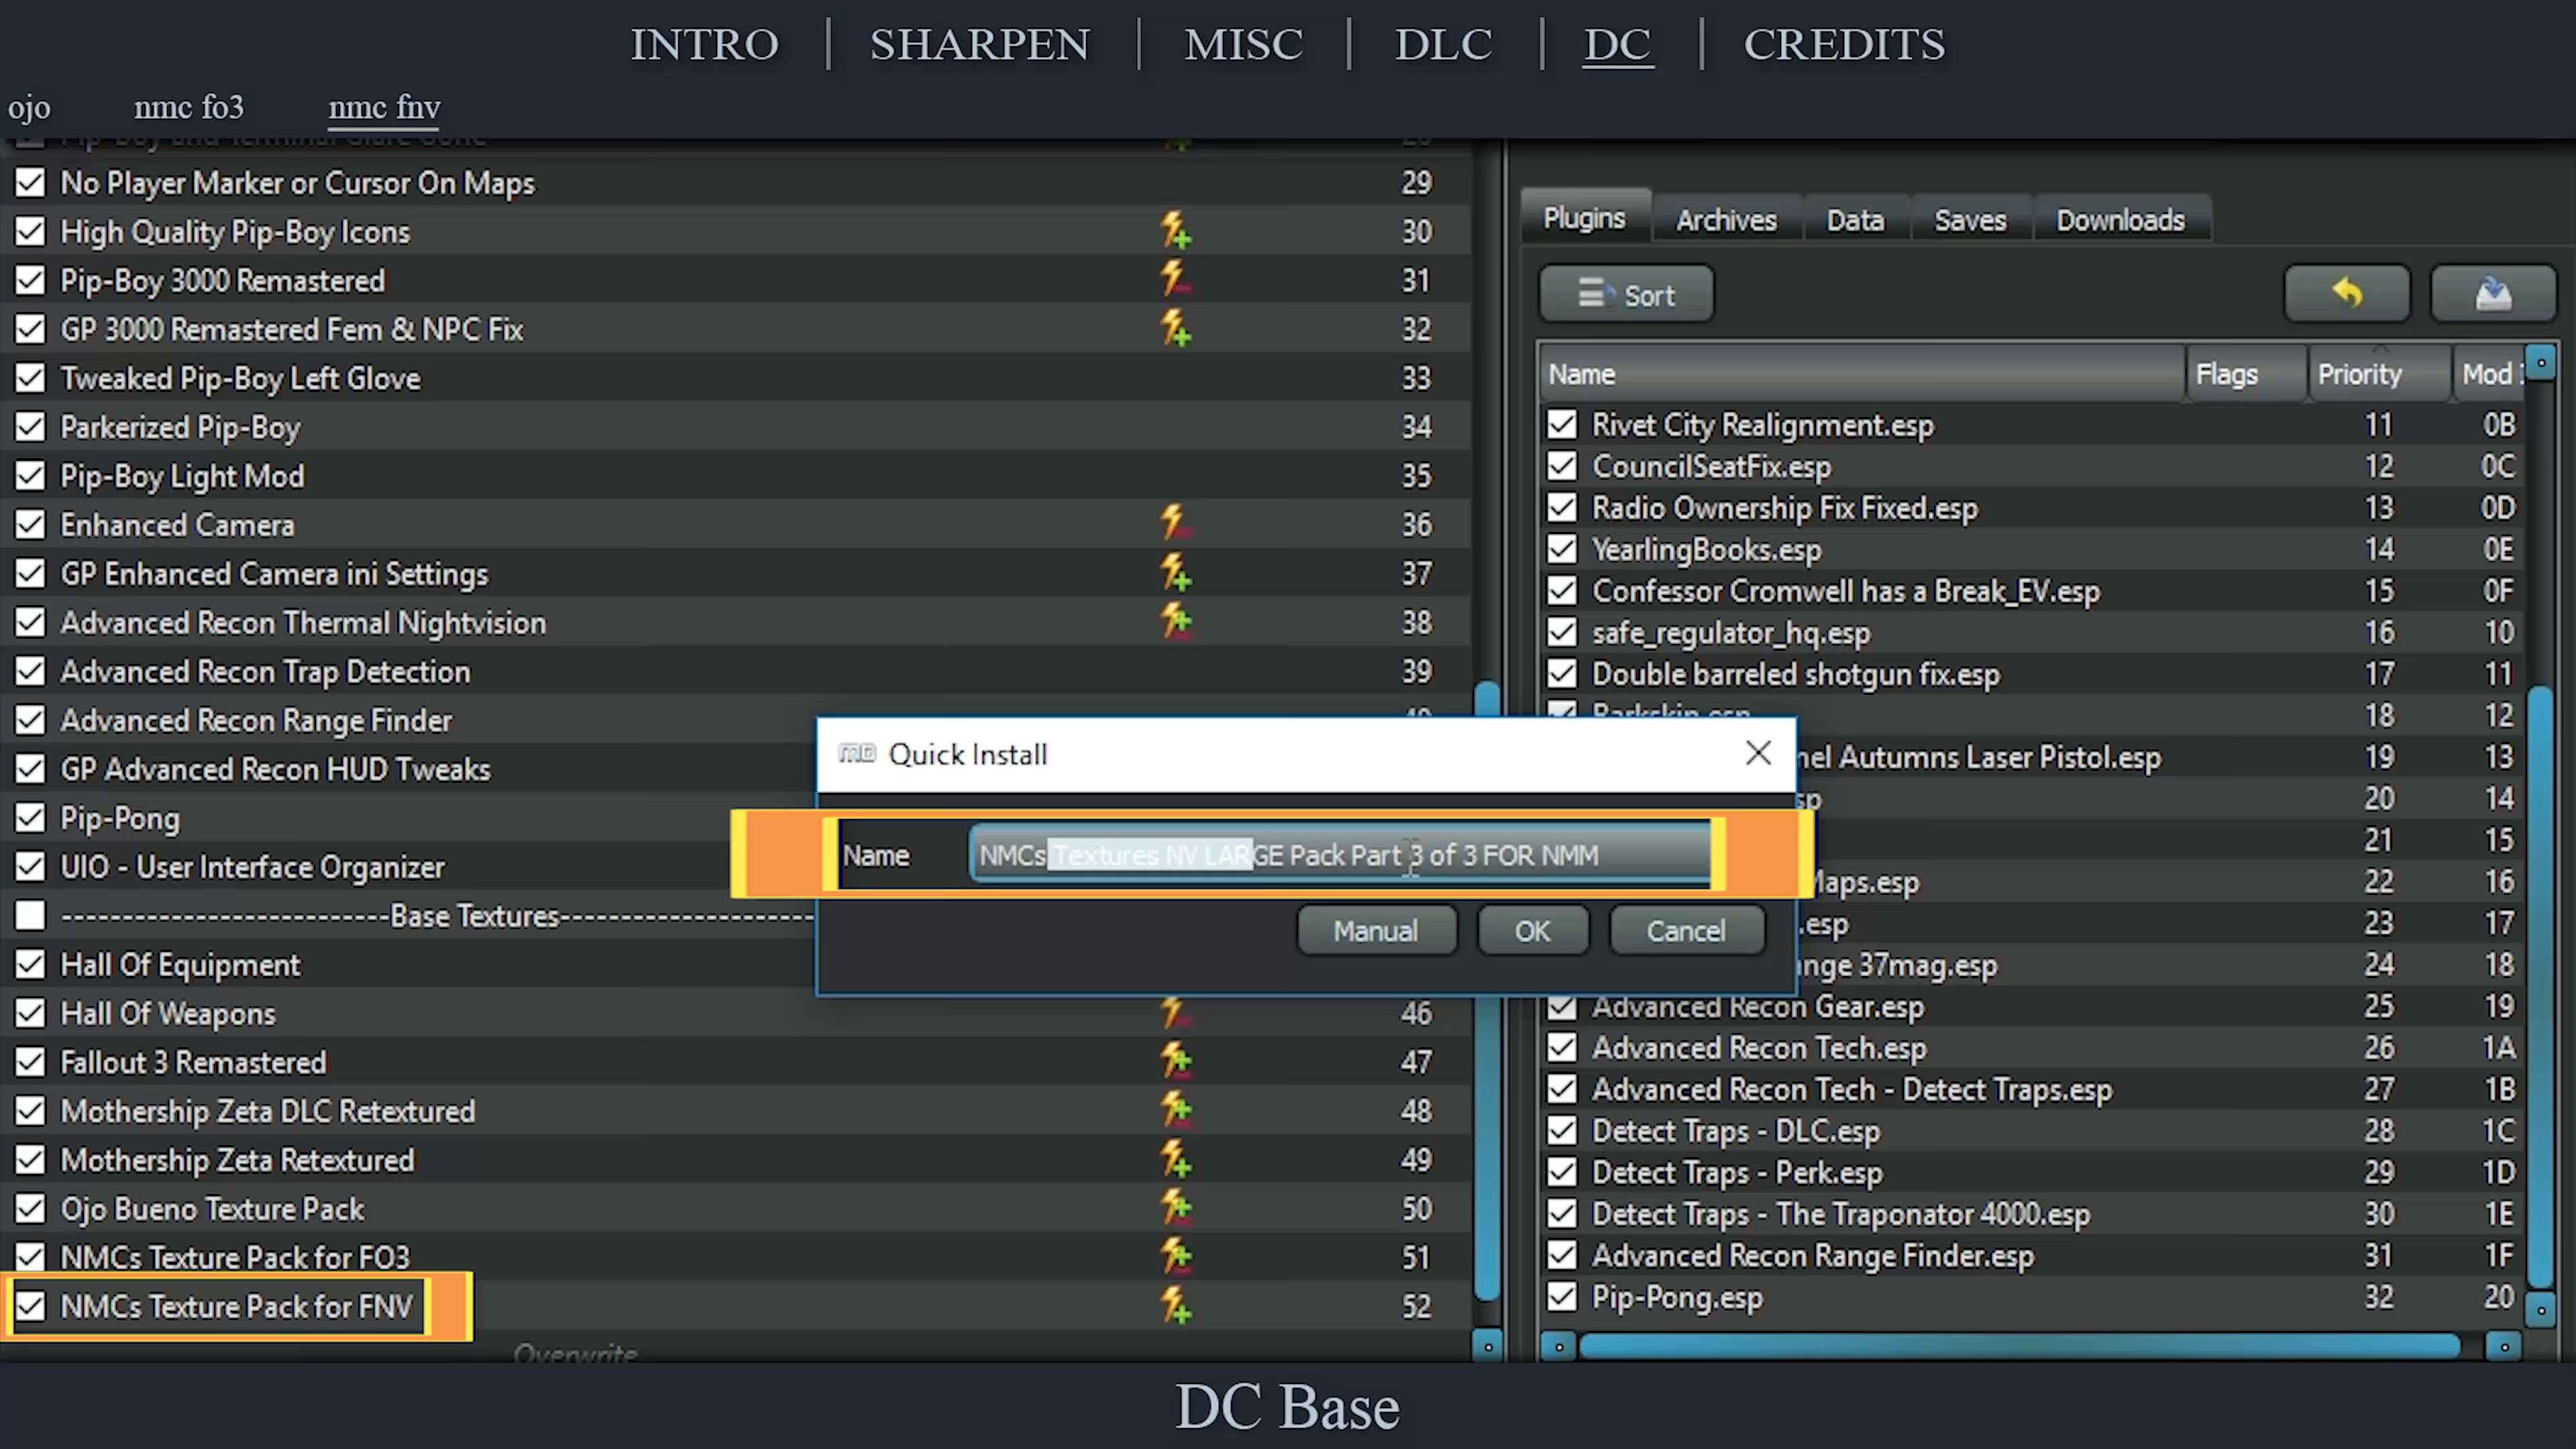 INTRO | SHARPEN | MISC | DLC | DC | CREDITS
ojo nmc fo3 nmc fnv
No Player Marker or Cursor On Maps 29
High Quality Pip-Boy Icons 30
Pip-Boy 3000 Remastered 31
GP 3000 Remastered Fem & NPC Fix 32
Tweaked Pip-Boy Left Glove 33
Parkerized Pip-Boy 34
Pip-Boy Light Mod 35
Enhanced Camera 36
GP Enhanced Camera ini Settings 37
Advanced Recon Thermal Nightvision 38
Advanced Recon Trap Detection 39
Advanced Recon Range Finder
GP Advanced Recon HUD Tweaks
Pip-Pong
UIO - User Interface Organizer
---------------------------Base Textures---------------------
Hall Of Equipment
Hall Of Weapons 46
Fallout 3 Remastered 47
Mothership Zeta DLC Retextured 48
Mothership Zeta Retextured 49
Ojo Bueno Texture Pack 50
NMCs Texture Pack for FO3 51
NMCs Texture Pack for FNV 52
Overwrite
Quick Install
Name NMCs Textures NV LARGE Pack Part 3 of 3 FOR NMM
Manual OK Cancel
Plugins Archives Data Saves Downloads
Sort
Name Flags Priority Mod
Rivet City Realignment.esp 11 0B
CouncilSeatFix.esp 12 0C
Radio Ownership Fix Fixed.esp 13 0D
YearlingBooks.esp 14 0E
Confessor Cromwell has a Break_EV.esp 15 0F
safe_regulator_hq.esp 16 10
Double barreled shotgun fix.esp 17 11
18 12
nel Autumns Laser Pistol.esp 19 13
sp 20 14
21 15
Maps.esp 22 16
.esp 23 17
nge 37mag.esp 24 18
Advanced Recon Gear.esp 25 19
Advanced Recon Tech.esp 26 1A
Advanced Recon Tech - Detect Traps.esp 27 1B
Detect Traps - DLC.esp 28 1C
Detect Traps - Perk.esp 29 1D
Detect Traps - The Traponator 4000.esp 30 1E
Advanced Recon Range Finder.esp 31 1F
Pip-Pong.esp 32 20
DC Base